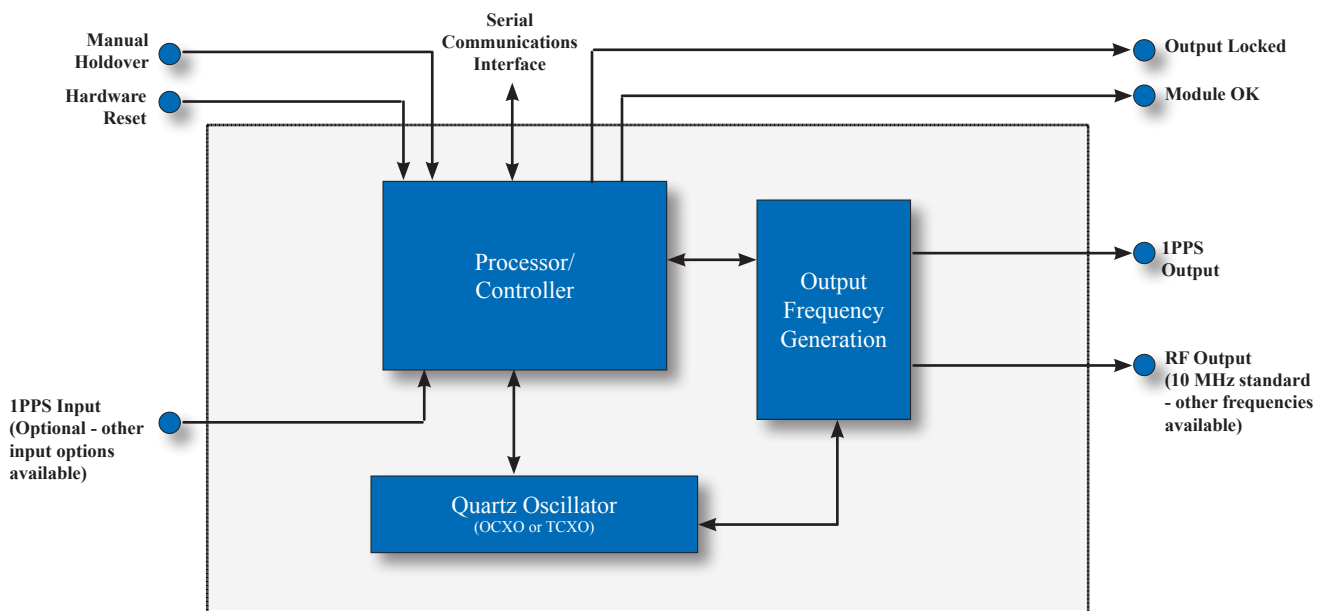 Manual
Holdover
Hardware
Reset
Serial
Communications
Interface
Output Locked
Module OK
Processor/
Controller
Output
Frequency
Generation
1PPS
Output
RF Output
(10 MHz standard
- other frequencies
available)
1PPS Input
(Optional - other
input options
available)
Quartz Oscillator
(OCXO or TCXO)